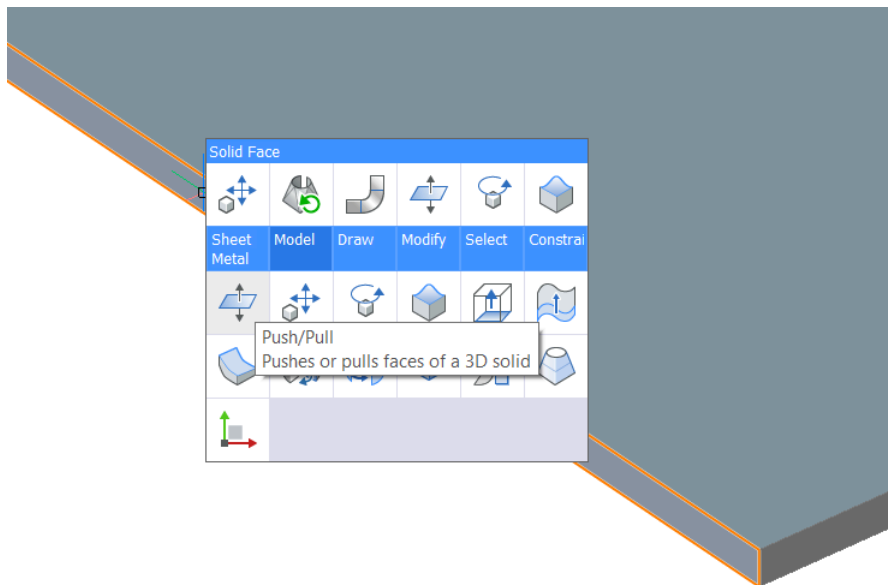 Solid Face
Sheet Metal
Model
Draw
Modify
Select
Constrai
Push/Pull
Pushes or pulls faces of a 3D solid